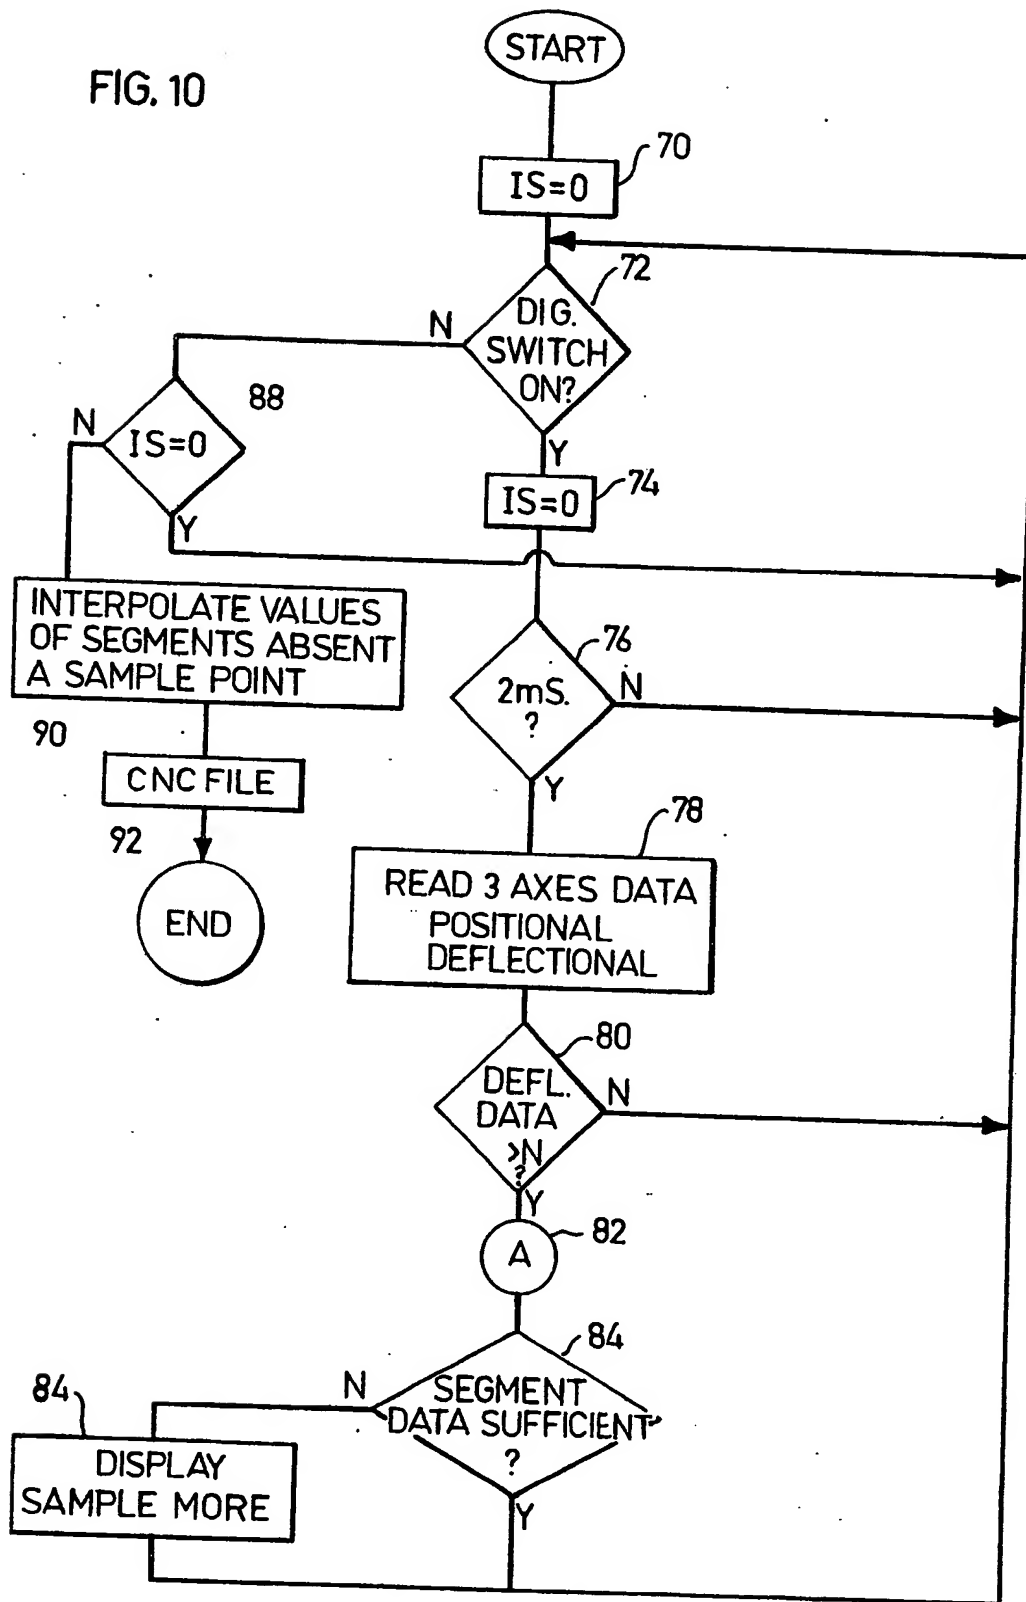 FIG. 10
START
70
IS=0
72
DIG.
SWITCH
ON?
N
Y
88
IS=0
N
Y
74
IS=0
INTERPOLATE VALUES
OF SEGMENTS ABSENT
A SAMPLE POINT
76
2mS.
?
N
Y
90
CNC FILE
92
END
78
READ 3 AXES DATA
POSITIONAL
DEFLECTIONAL
80
DEFL.
DATA
>N
?
N
Y
82
A
84
SEGMENT
DATA SUFFICIENT
?
N
Y
84
DISPLAY
SAMPLE MORE